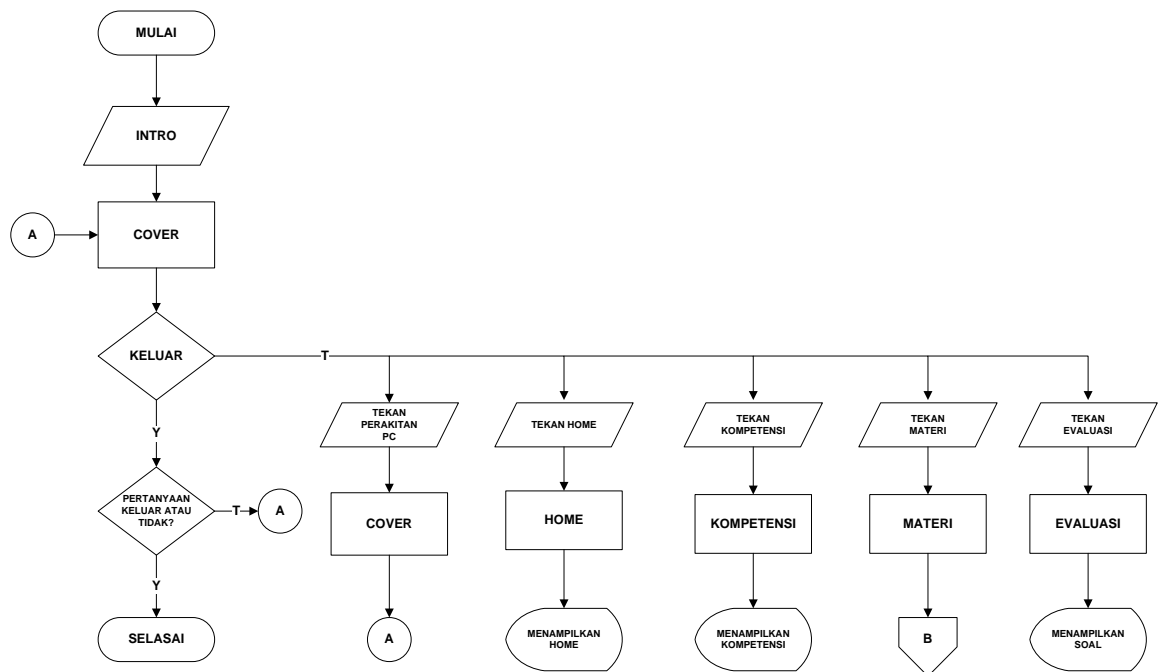 MULAI
INTRO
A
COVER
KELUAR
T
Y
TEKAN
PERAKITAN
PC
TEKAN HOME
TEKAN
KOMPETENSI
TEKAN
MATERI
TEKAN
EVALUASI
PERTANYAAN
KELUAR ATAU
TIDAK?
T
A
COVER
HOME
KOMPETENSI
MATERI
EVALUASI
Y
SELASAI
A
MENAMPILKAN
HOME
MENAMPILKAN
KOMPETENSI
B
MENAMPILKAN
SOAL